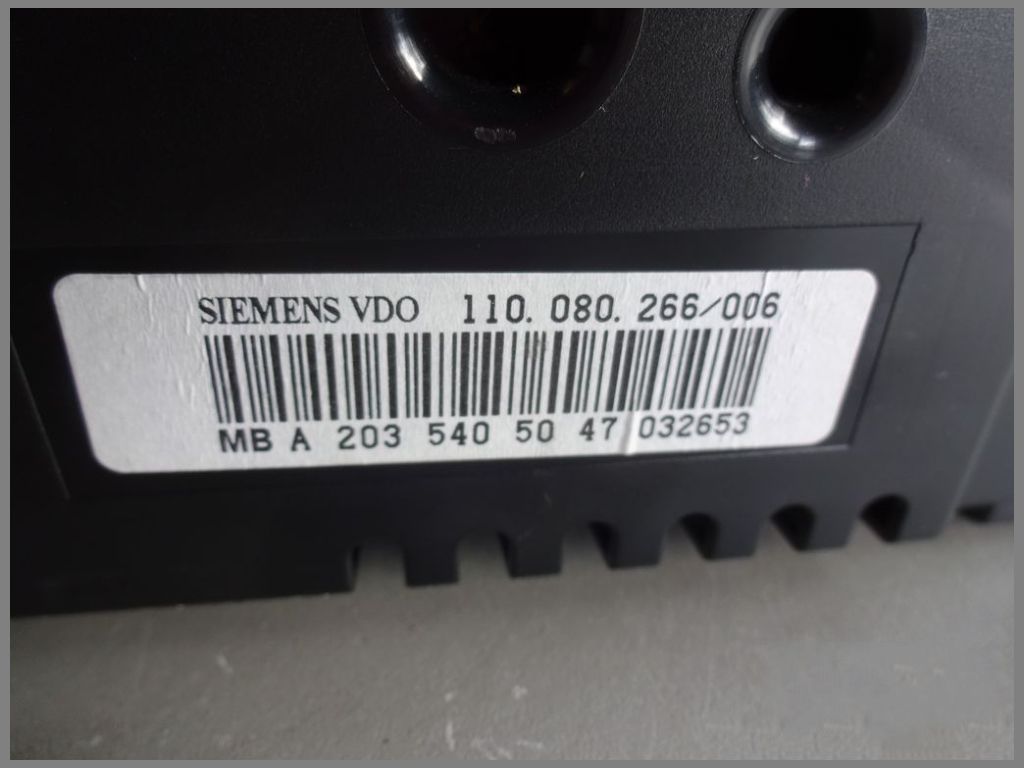 SIEMENS VDO 110. 080. 266/006
MB A 203 540 50 47 032653